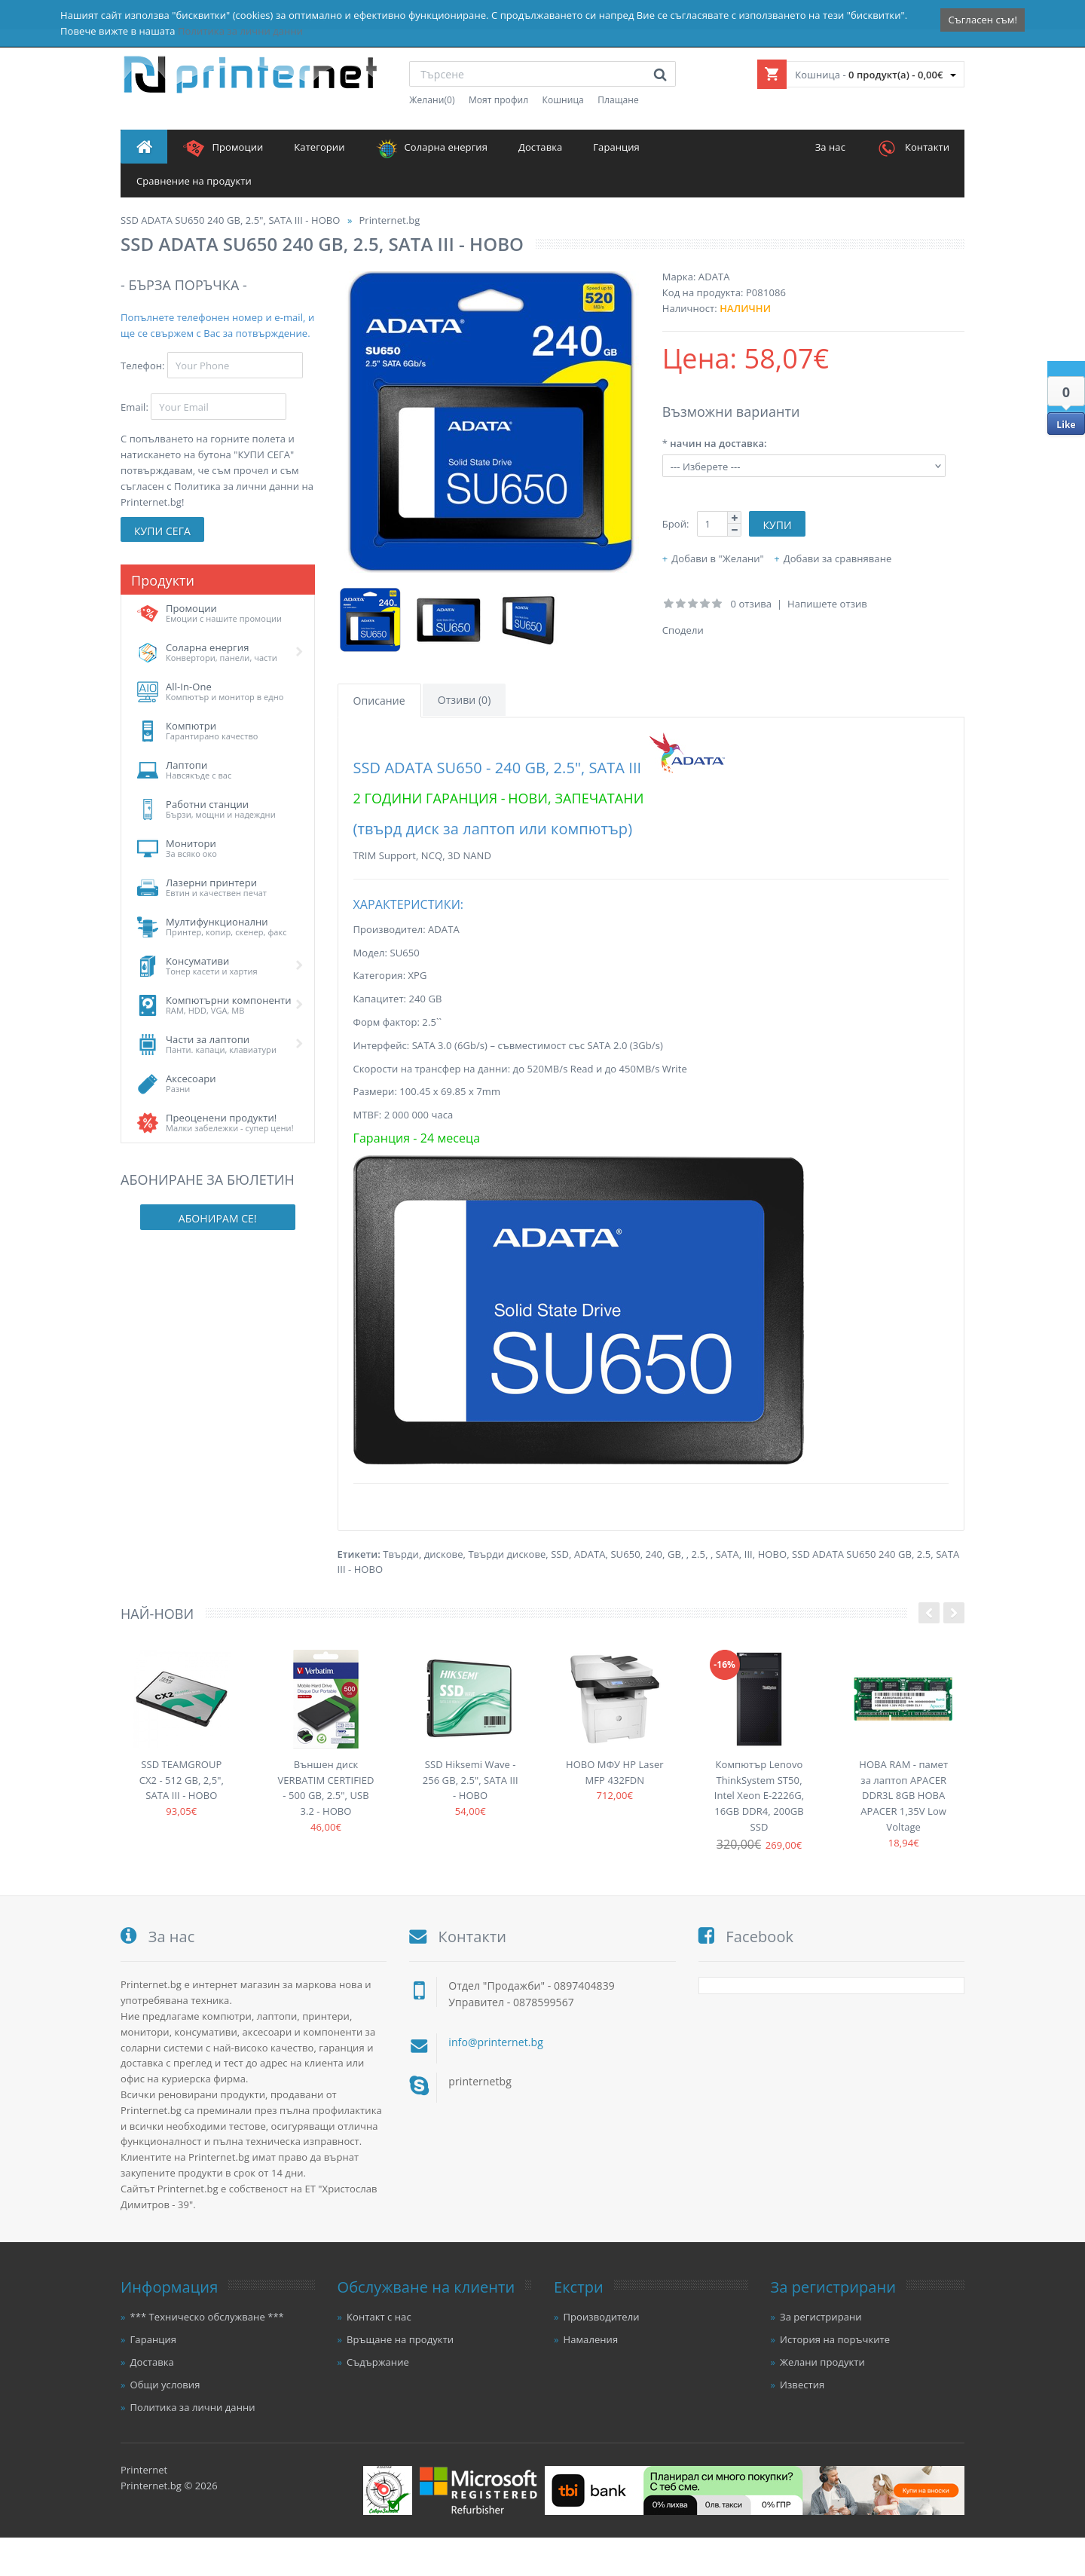 Нашият сайт използва "бисквитки" (cookies) за оптимално и ефективно функциониране. С продължаването си напред Вие се съгласявате с използването на тези "бисквитки".
Повече вижте в нашата
Съгласен съм!
printernet
Търсене
Желани(0) Моят профил Кошница Плащане
Кошница - 0 продукт(а) - 0,00€
Промоции Категории Соларна енергия Доставка Гаранция За нас Контакти
Сравнение на продукти
SSD ADATA SU650 240 GB, 2.5", SATA III - НОВО » Printernet.bg
SSD ADATA SU650 240 GB, 2.5, SATA III - НОВО
- БЪРЗА ПОРЪЧКА -
Попълнете телефонен номер и e-mail, и
ще се свържем с Вас за потвърждение.
Телефон: Your Phone
Email: Your Email
С попълването на горните полета и
натискането на бутона "КУПИ СЕГА"
потвърждавам, че съм прочел и съм
съгласен с Политика за лични данни на
Printernet.bg!
КУПИ СЕГА
Продукти
Промоции
Емоции с нашите промоции
Соларна енергия
Конвертори, панели, части
All-In-One
Компютър и монитор в едно
Компютри
Гарантирано качество
Лаптопи
Навсякъде с вас
Работни станции
Бързи, мощни и надеждни
Монитори
За всяко око
Лазерни принтери
Евтин и качествен печат
Мултифункционални
Принтер, копир, скенер, факс
Консумативи
Тонер касети и хартия
Компютърни компоненти
RAM, HDD, VGA, MB
Части за лаптопи
Панти. капаци, клавиатури
Аксесоари
Разни
Преоценени продукти!
Малки забележки - супер цени!
АБОНИРАНЕ ЗА БЮЛЕТИН
АБОНИРАМ СЕ!
ADATA
Speed up to
520
MB/s
SU650
2.5" SATA 6Gb/s
240
GB
ADATA
Solid State Drive
SU650
Марка: ADATA
Код на продукта: P081086
Наличност: НАЛИЧНИ
Цена: 58,07€
Възможни варианти
* начин на доставка:
--- Изберете ---
Брой: 1 КУПИ
+ Добави в "Желани" + Добави за сравняване
0 отзива | Напишете отзив
Сподели
0
Like
Описание Отзиви (0)
SSD ADATA SU650 - 240 GB, 2.5", SATA III ADATA
2 ГОДИНИ ГАРАНЦИЯ - НОВИ, ЗАПЕЧАТАНИ
(твърд диск за лаптоп или компютър)
TRIM Support, NCQ, 3D NAND
ХАРАКТЕРИСТИКИ:
Производител: ADATA
Модел: SU650
Категория: XPG
Капацитет: 240 GB
Форм фактор: 2.5``
Интерфейс: SATA 3.0 (6Gb/s) – съвместимост със SATA 2.0 (3Gb/s)
Скорости на трансфер на данни: до 520MB/s Read и до 450MB/s Write
Размери: 100.45 x 69.85 x 7mm
MTBF: 2 000 000 часа
Гаранция - 24 месеца
ADATA
Solid State Drive
SU650
Етикети: Твърди, дискове, Твърди дискове, SSD, ADATA, SU650, 240, GB, , 2.5, , SATA, III, НОВО, SSD ADATA SU650 240 GB, 2.5, SATA
III - НОВО
НАЙ-НОВИ
CX2
Verbatim
500
HIKSEMI
SSD
-16%
SSD TEAMGROUP
CX2 - 512 GB, 2,5",
SATA III - НОВО
93,05€
Външен диск
VERBATIM CERTIFIED
- 500 GB, 2.5", USB
3.2 - НОВО
46,00€
SSD Hiksemi Wave -
256 GB, 2.5", SATA III
- НОВО
54,00€
НОВО МФУ HP Laser
MFP 432FDN
712,00€
Компютър Lenovo
ThinkSystem ST50,
Intel Xeon E-2226G,
16GB DDR4, 200GB
SSD
320,00€ 269,00€
НОВА RAM - памет
за лаптоп APACER
DDR3L 8GB НОВА
APACER 1,35V Low
Voltage
18,94€
За нас
Printernet.bg е интернет магазин за маркова нова и
употребявана техника.
Ние предлагаме компютри, лаптопи, принтери,
монитори, консумативи, аксесоари и компоненти за
соларни системи с най-високо качество, гаранция и
доставка с преглед и тест до адрес на клиента или
офис на куриерска фирма.
Всички реновирани продукти, продавани от
Printernet.bg са преминали през пълна профилактика
и всички необходими тестове, осигуряващи отлична
функционалност и пълна техническа изправност.
Клиентите на Printernet.bg имат право да върнат
закупените продукти в срок от 14 дни.
Сайтът Printernet.bg е собственост на ЕТ "Христослав
Димитров - 39".
Контакти
Отдел "Продажби" - 0897404839
Управител - 0878599567
info@printernet.bg
printernetbg
Facebook
Информация
» *** Техническо обслужване ***
» Гаранция
» Доставка
» Общи условия
» Политика за лични данни
Обслужване на клиенти
» Контакт с нас
» Връщане на продукти
» Съдържание
Екстри
» Производители
» Намаления
За регистрирани
» За регистрирани
» История на поръчките
» Желани продукти
» Известия
Printernet
Printernet.bg © 2026
Microsoft
REGISTERED
Refurbisher
tbi bank
Планирал си много покупки?
С тебе сме.
0% лихва 0лв. такси 0% ГПР
Купи на вноски